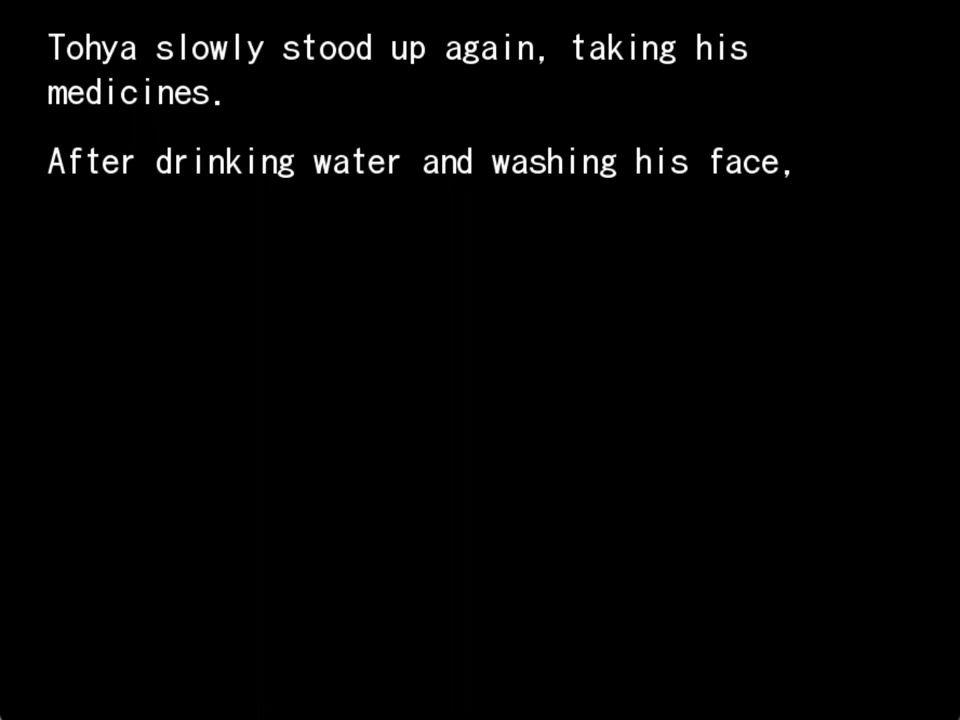 Tohya slowly stood up again, taking his
medicines.
After drinking water and washing his face,